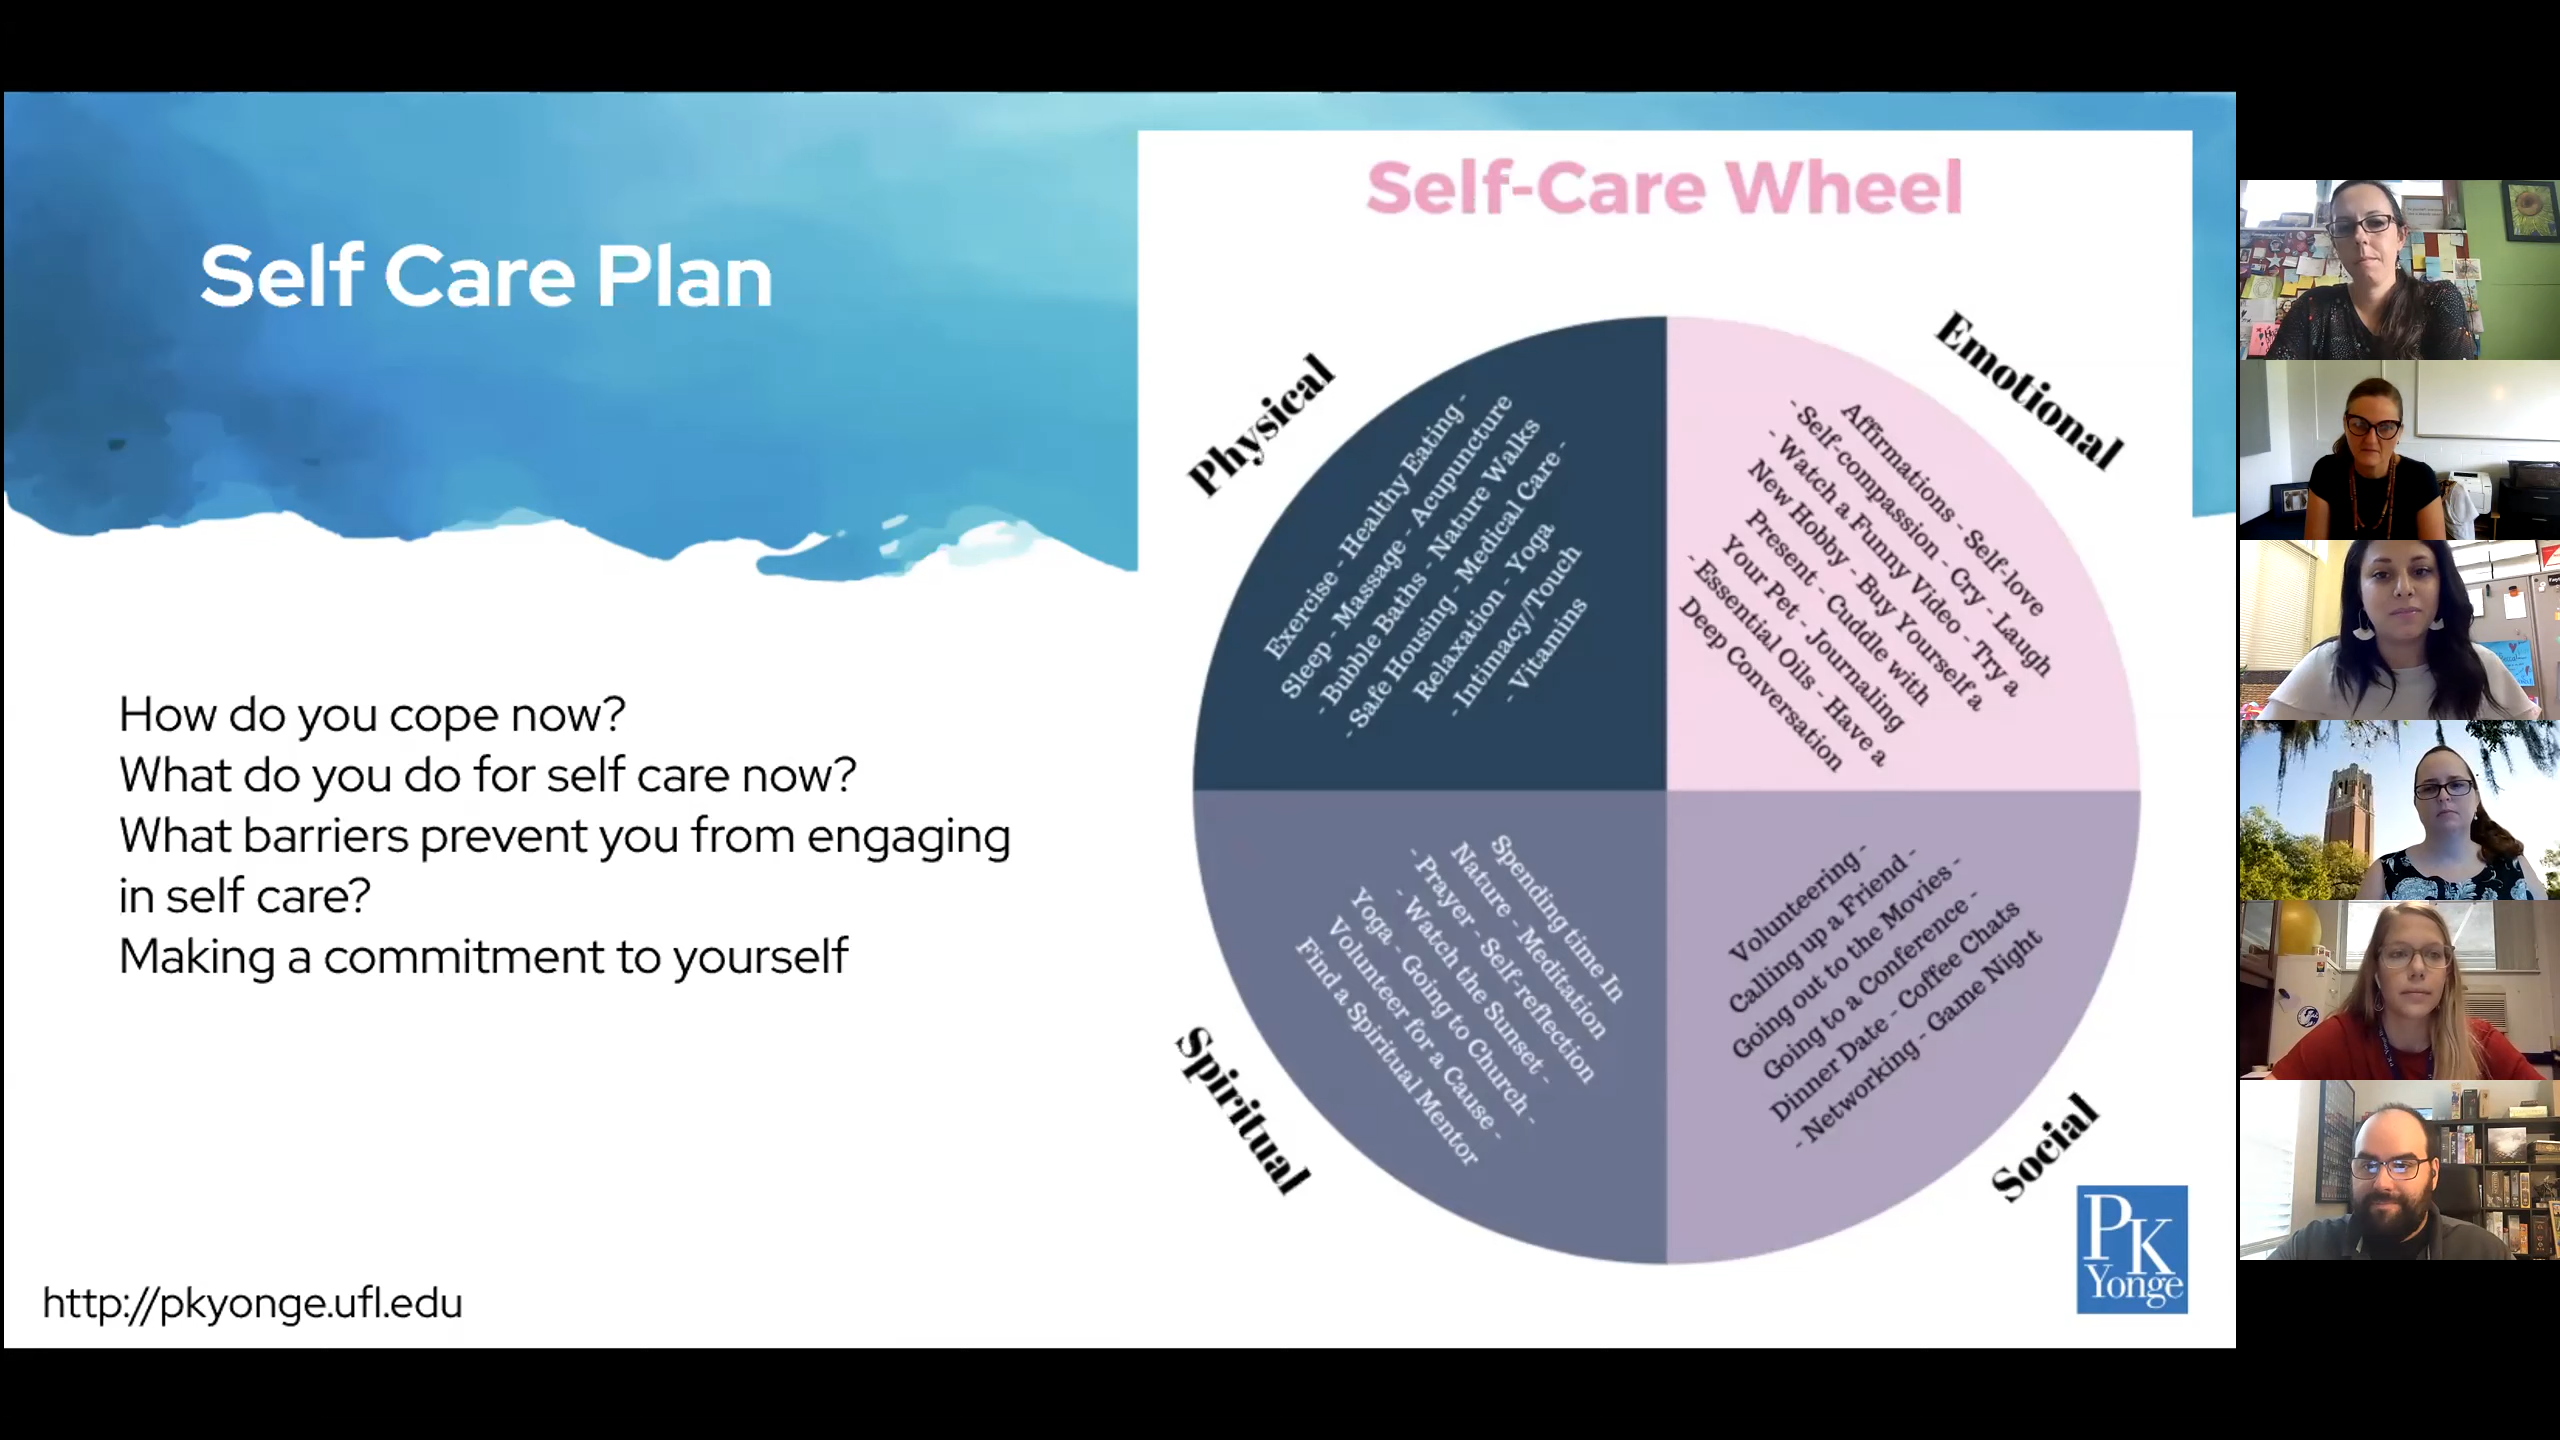 Self Care Plan
How do you cope now?
What do you do for self care now?
What barriers prevent you from engaging
in self care?
Making a commitment to yourself
http://pkyonge.ufl.edu
Self-Care Wheel
Physical
Exercise - Healthy Eating -
Sleep - Massage - Acupuncture
- Bubble Baths - Nature Walks
- Safe Housing - Medical Care -
Relaxation - Yoga
- Intimacy/Touch
- Vitamins
Emotional
Affirmations - Self-love
- Self-compassion - Cry - Laugh
- Watch a Funny Video - Try a
New Hobby - Buy Yourself a
Present - Cuddle with
Your Pet - Journaling
- Essential Oils - Have a
Deep Conversation
Spiritual
Spending time In
Nature - Meditation
- Prayer - Self-reflection
- Watch the Sunset -
Yoga - Going to Church -
Volunteer for a Cause -
Find a Spiritual Mentor
Social
Volunteering -
Calling up a Friend -
Going out to the Movies -
Going to a Conference -
Dinner Date - Coffee Chats
- Networking - Game Night
PK
Yonge